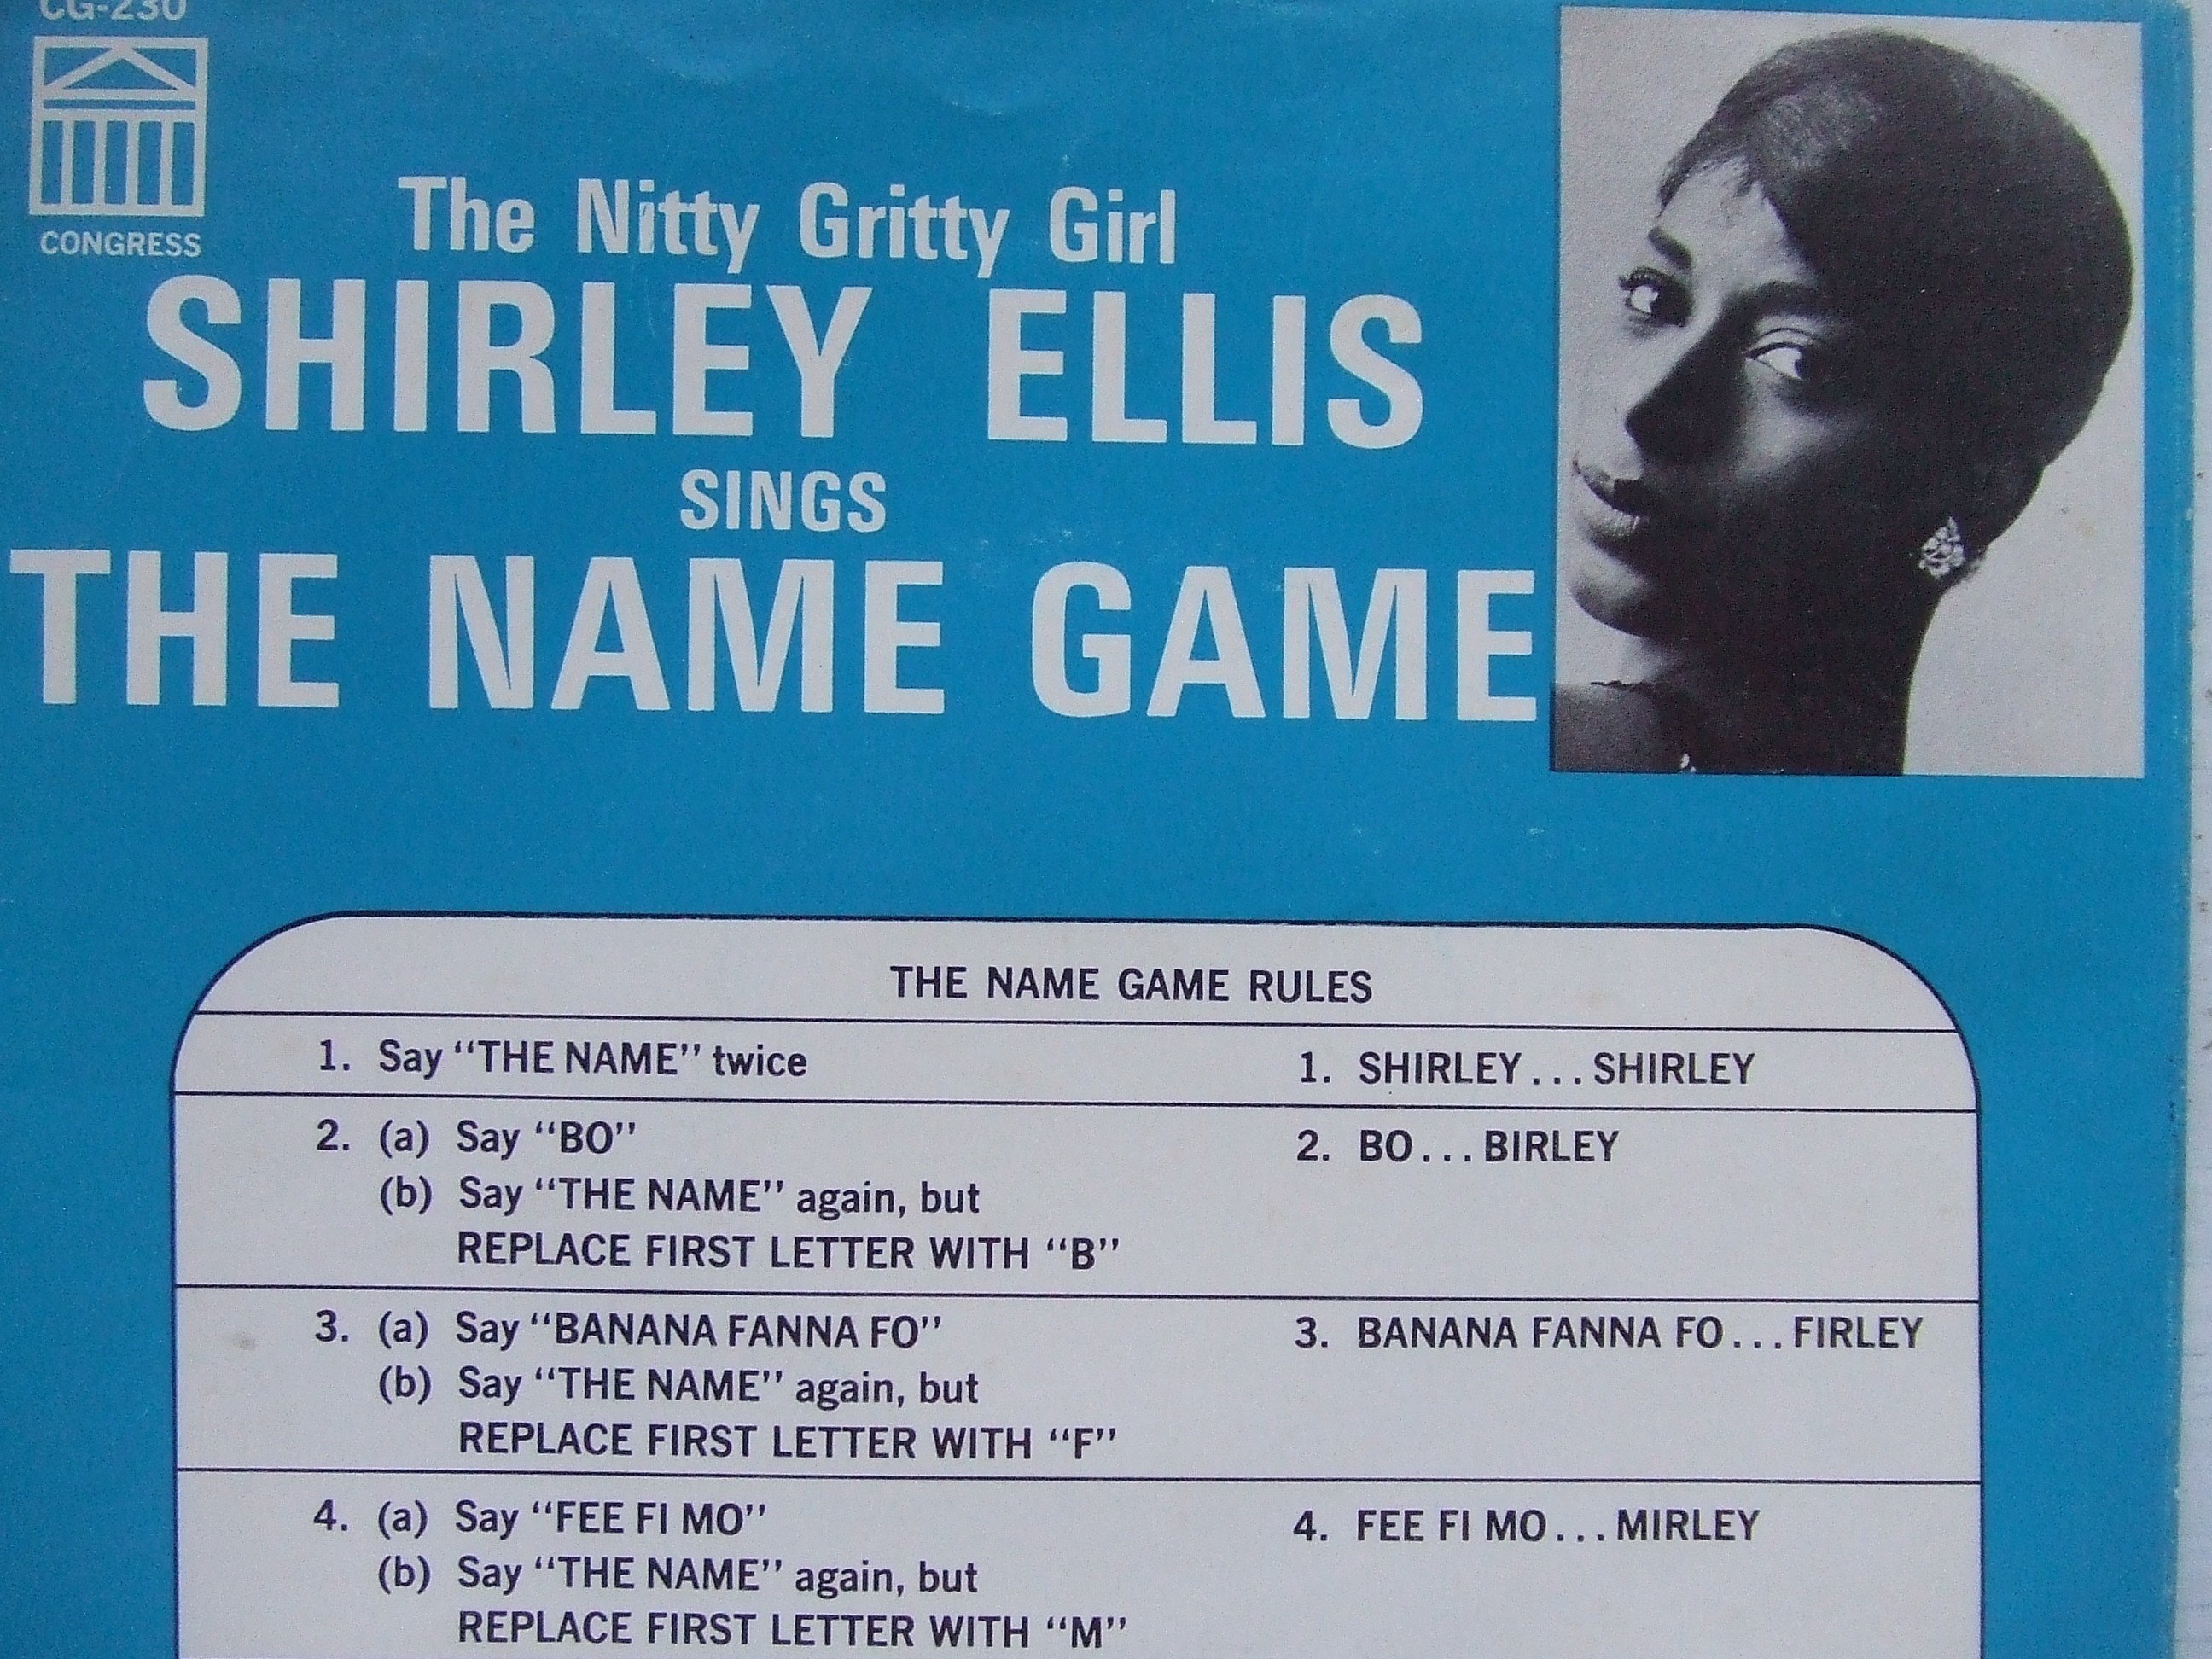 CG-230
CONGRESS
The Nitty Gritty Girl
SHIRLEY ELLIS
SINGS
THE NAME GAME
THE NAME GAME RULES
1. Say “THE NAME” twice
1. SHIRLEY...SHIRLEY
2. (a) Say “BO”
2. BO...BIRLEY
(b) Say “THE NAME” again, but
REPLACE FIRST LETTER WITH “B”
3. (a) Say “BANANA FANNA FO”
3. BANANA FANNA FO...FIRLEY
(b) Say “THE NAME” again, but
REPLACE FIRST LETTER WITH “F”
4. (a) Say “FEE FI MO”
4. FEE FI MO...MIRLEY
(b) Say “THE NAME” again, but
REPLACE FIRST LETTER WITH “M”